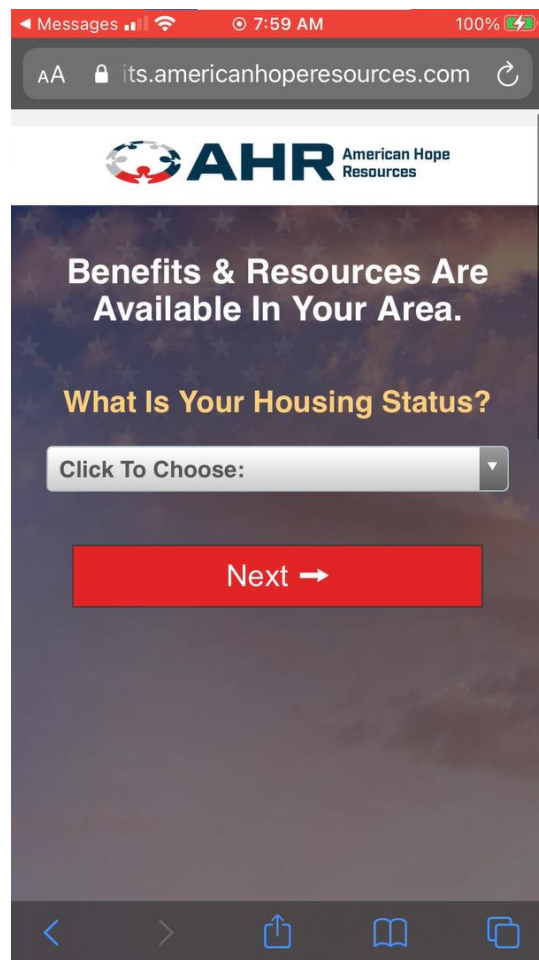 Messages 7:59 AM 100%
AA its.americanhoperesources.com
AHR American Hope
Resources
Benefits & Resources Are
Available In Your Area.
What Is Your Housing Status?
Click To Choose:
Next →